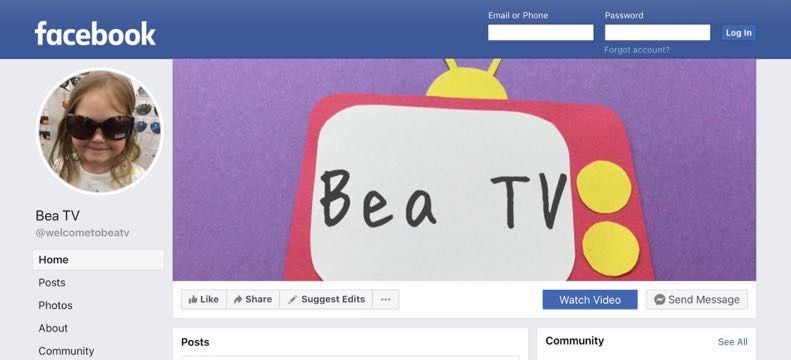 facebook
Email or Phone
Password
Log In
Forgot account?
Bea TV
Bea TV
@welcometobeatv
Home
Posts
Photos
About
Community
Like
Share
Suggest Edits
...
Watch Video
Send Message
Posts
Community
See All